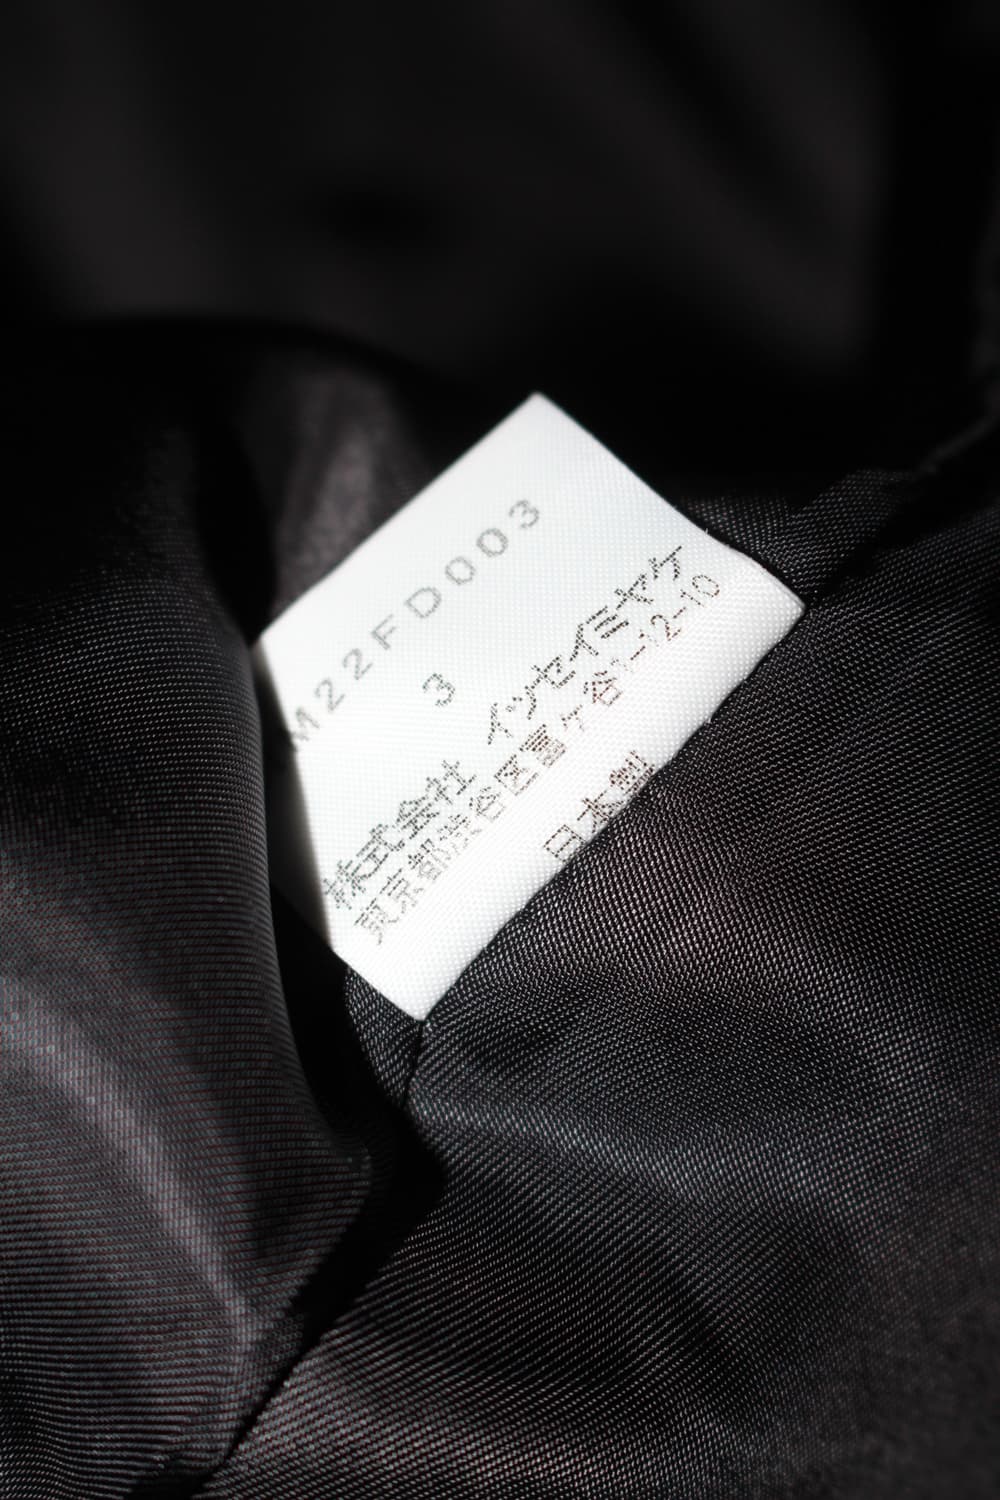 M22FD003
3
株式会社 イッセイミヤケ
東京都渋谷区富ヶ谷1-12-10
日本製